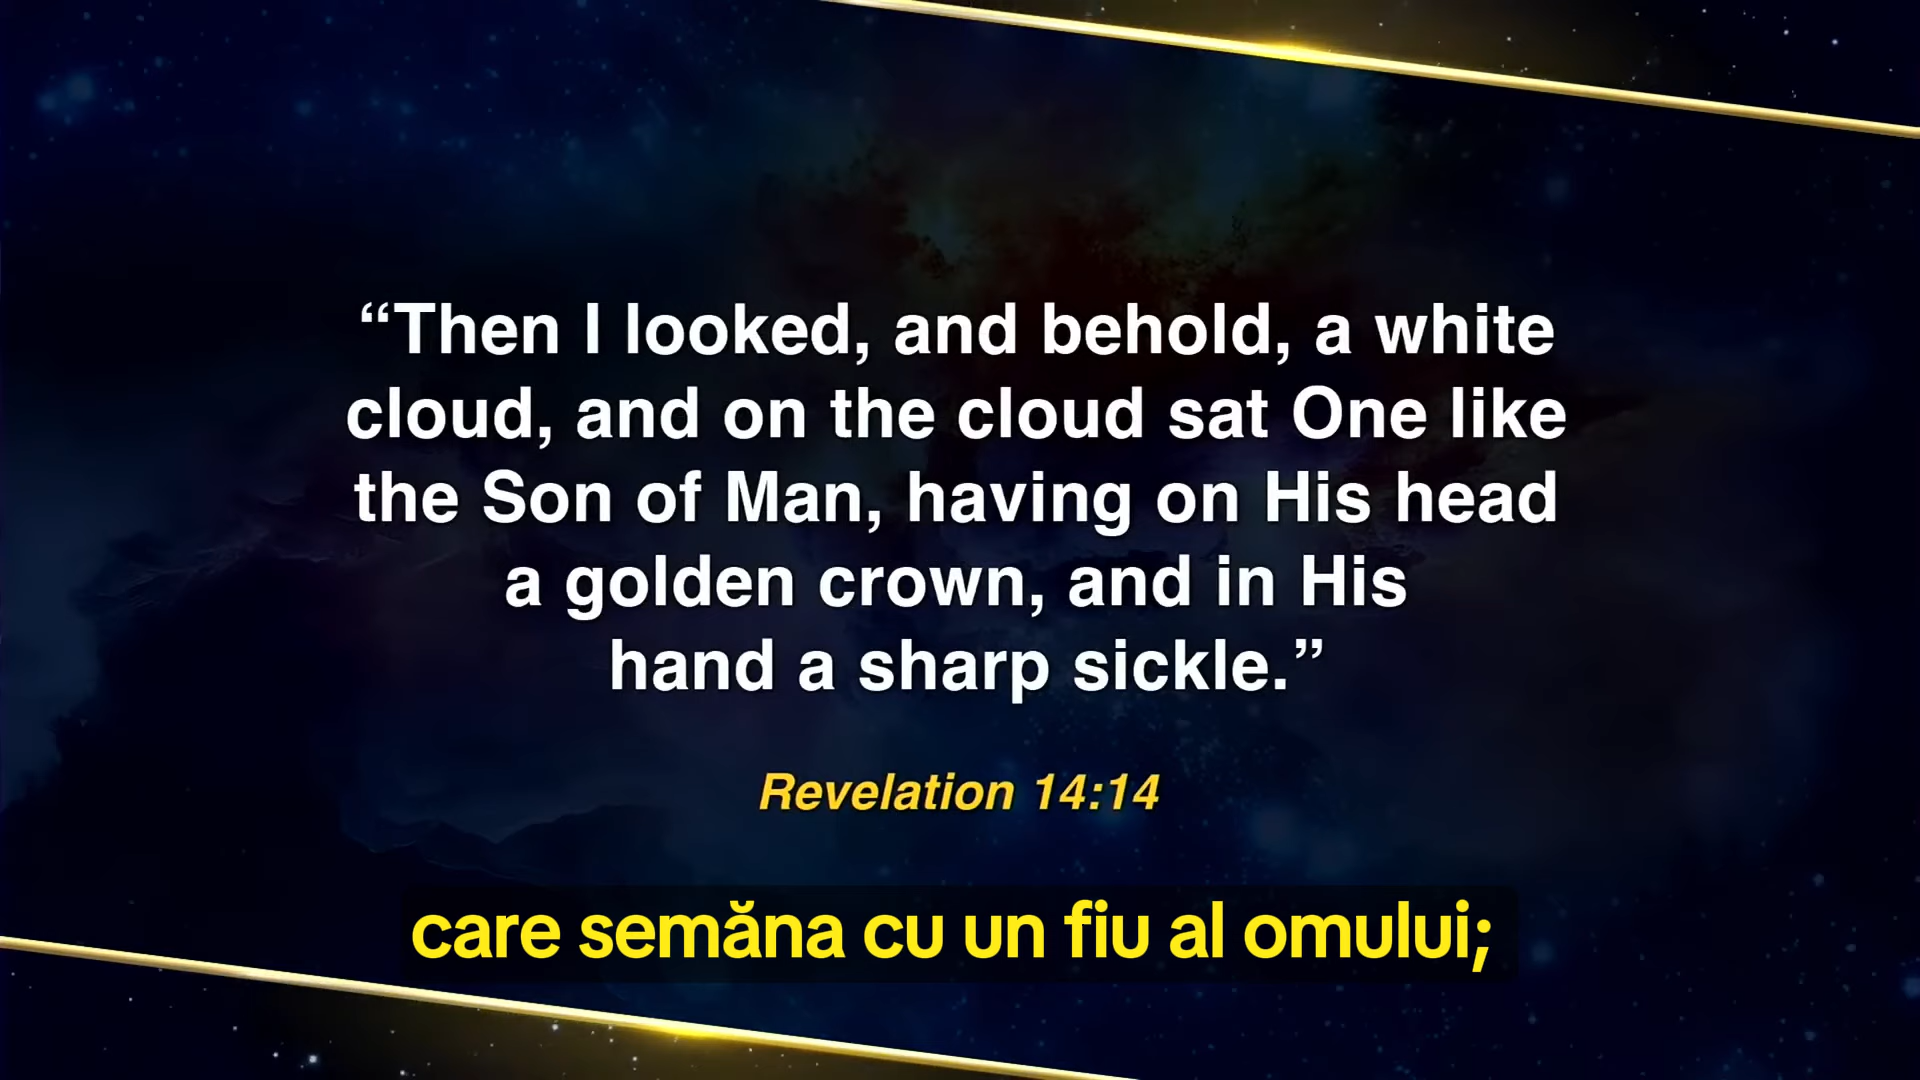 “Then I looked, and behold, a white
cloud, and on the cloud sat One like
the Son of Man, having on His head
a golden crown, and in His
hand a sharp sickle.”
Revelation 14:14
care semăna cu un fiu al omului;